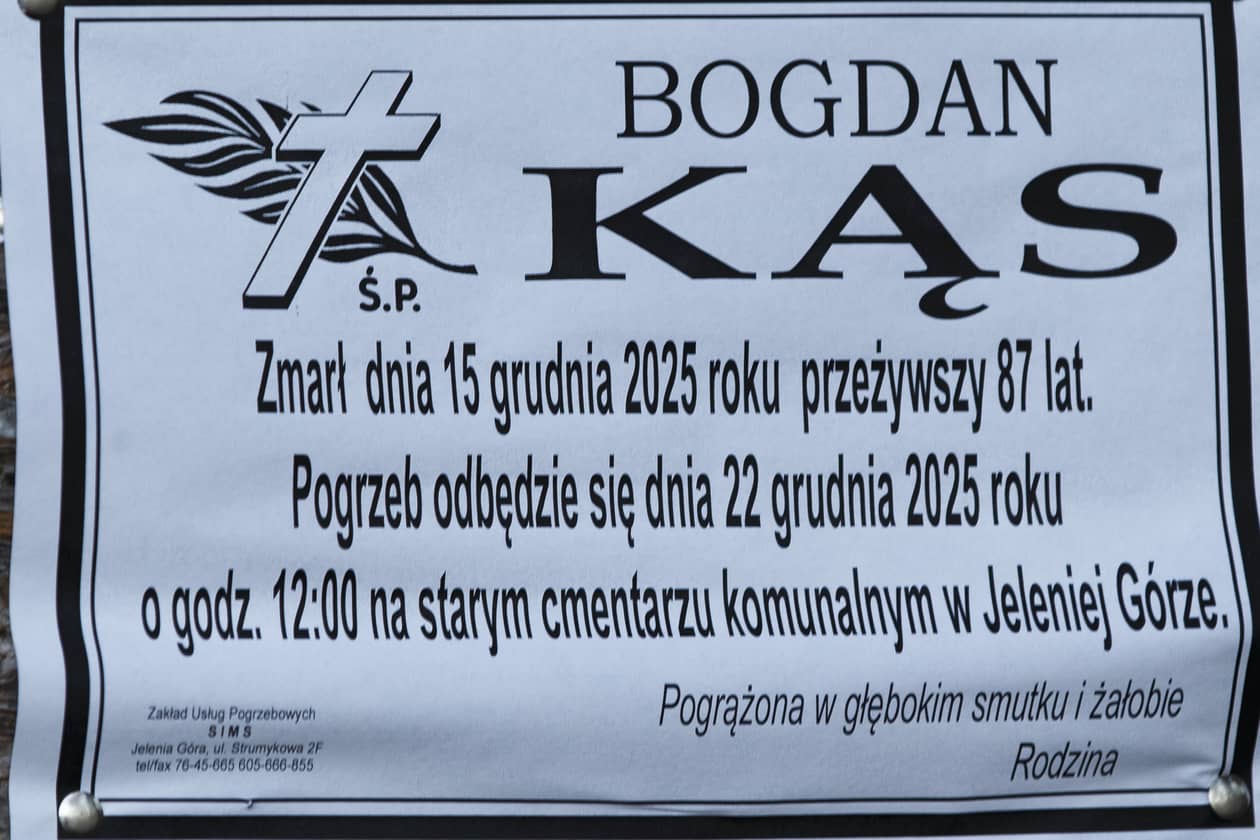 BOGDAN
KĄS
Ś.P.
Zmarł dnia 15 grudnia 2025 roku przeżywszy 87 lat.
Pogrzeb odbędzie się dnia 22 grudnia 2025 roku
o godz. 12:00 na starym cmentarzu komunalnym w Jeleniej Górze.
Pogrążona w głębokim smutku i żałobie
Rodzina
Zakład Usług Pogrzebowych
SIMS
Jelenia Góra, ul. Strumykowa 2F
tel/fax 76-45-665 605-666-855